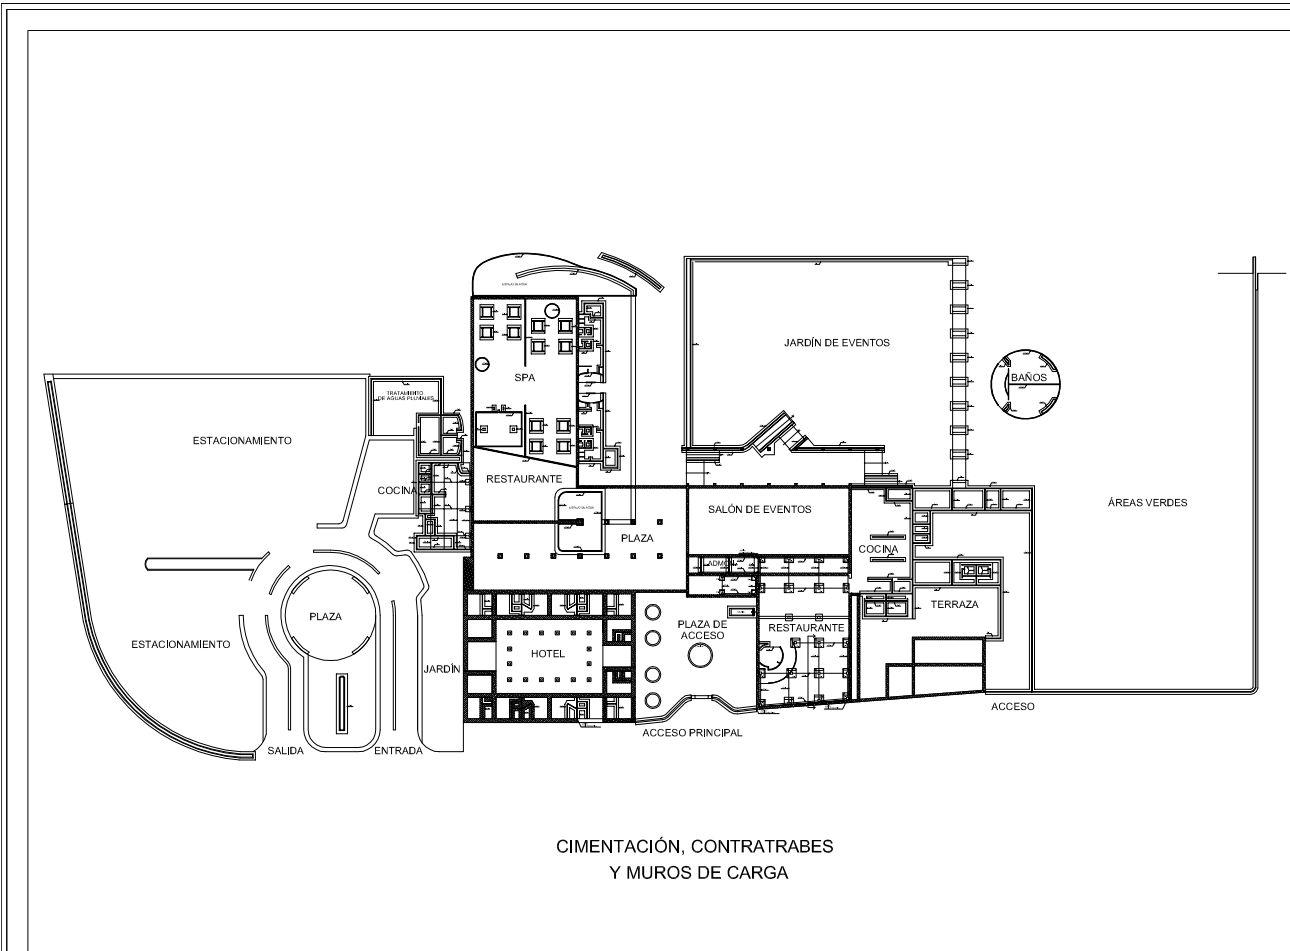 JARDÍN DE EVENTOS
SPA
BAÑOS
TRATAMIENTO
DE AGUAS PLUVIALES
ESTACIONAMIENTO
RESTAURANTE
COCINA
ÁREAS VERDES
SALÓN DE EVENTOS
PLAZA
COCINA
ADMÓN
TERRAZA
PLAZA
PLAZA DE
ACCESO
RESTAURANTE
ESTACIONAMIENTO
HOTEL
JARDÍN
ACCESO
ACCESO PRINCIPAL
SALIDA
ENTRADA
CIMENTACIÓN, CONTRATRABES
Y MUROS DE CARGA